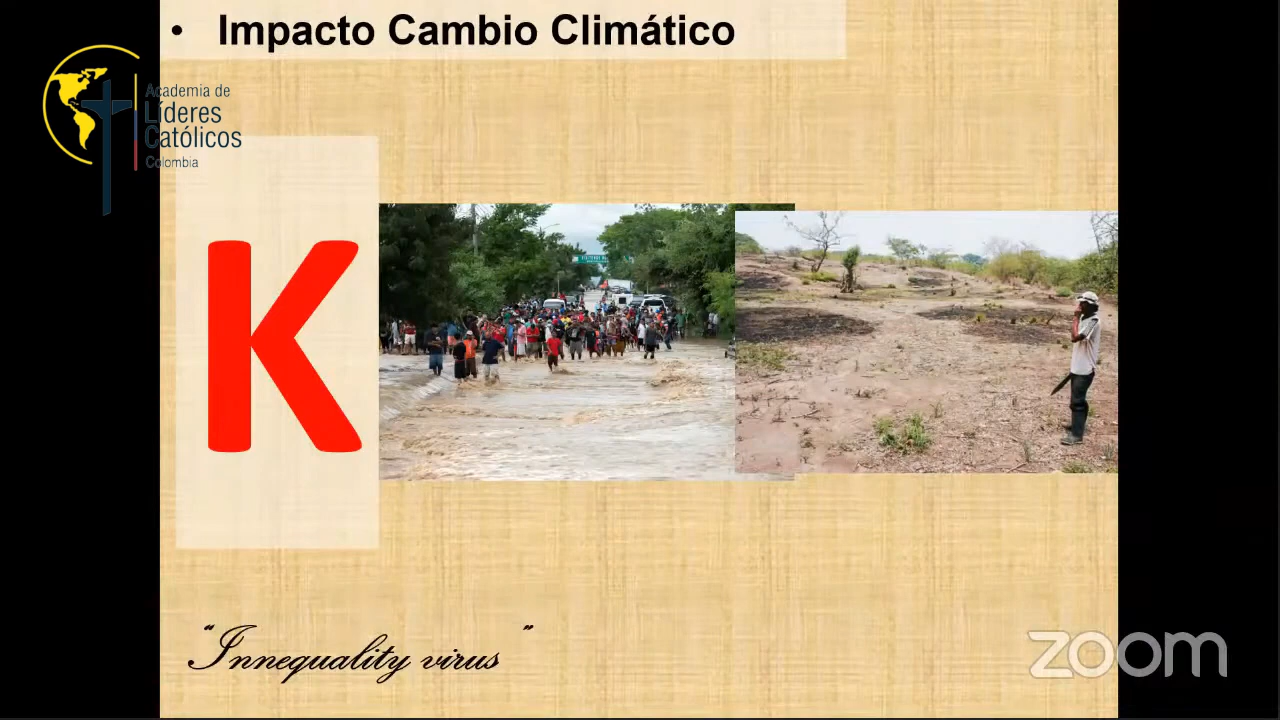 • Impacto Cambio Climático
Academia de
Líderes
Católicos
Colombia
K
"Innequality virus"
zoom